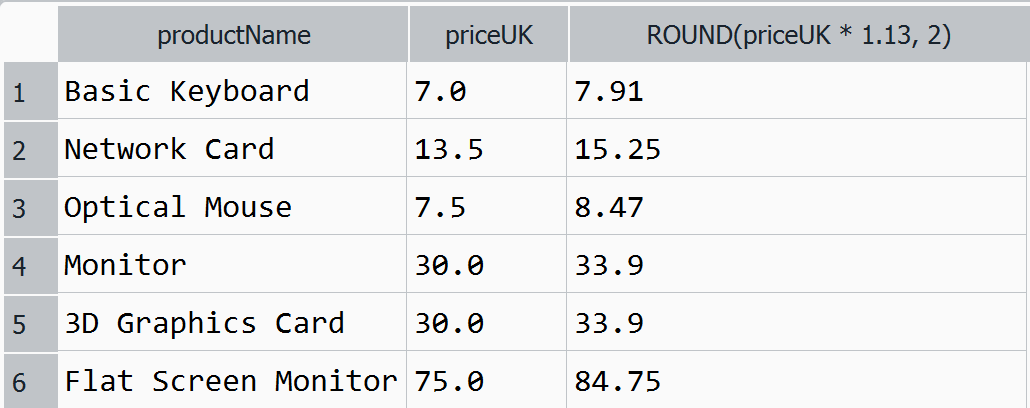 productName priceUK ROUND(priceUK * 1.13, 2)
1 Basic Keyboard 7.0 7.91
2 Network Card 13.5 15.25
3 Optical Mouse 7.5 8.47
4 Monitor 30.0 33.9
5 3D Graphics Card 30.0 33.9
6 Flat Screen Monitor 75.0 84.75